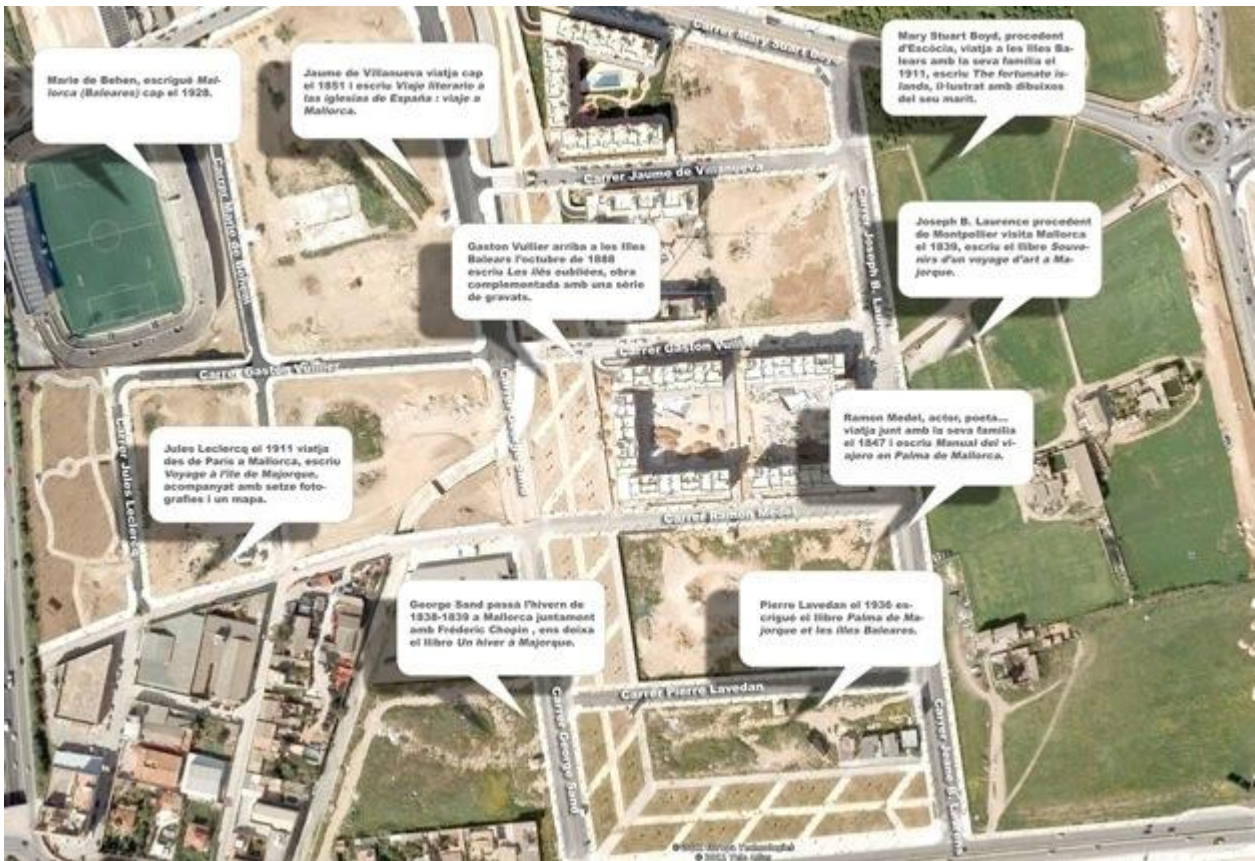 Marie de Behen, escrigué Mal-
lorca (Baleares) cap el 1928.
Jaume de Villanueva viatja cap
el 1851 i escriu Viaje literario a
las iglesias de España : viaje a
Mallorca.
Carrer Mary Stuart Boyd
Mary Stuart Boyd, procedent
d'Escòcia, viatja a les Illes Ba-
lears amb la seva família el
1911, escriu The fortunate is-
lands, il·lustrat amb dibuixos
del seu marit.
Carrer Jaume de Villanueva
Carrer Marie de Behen
Gaston Vuilier arriba a les Illes
Balears l'octubre de 1888
escriu Les îlés oubliées, obra
complementada amb una sèrie
de gravats.
Carrer Joseph B. Laurence
Joseph B. Laurence procedent
de Montpollier visita Mallorca
el 1839, escriu el llibre Souve-
nirs d'un voyage d'art a Ma-
jorque.
Carrer Gaston Vuilier
Carrer Gaston Vuilier
Carrer George Sand
Carrer Jules Leclercq
Jules Leclercq el 1911 viatja
des de París a Mallorca, escriu
Voyage à l'île de Majorque,
acompanyat amb setze foto-
grafies i un mapa.
Ramon Medel, actor, poeta...
viatja junt amb la seva família
el 1847 i escriu Manual del vi-
ajero en Palma de Mallorca.
Carrer Ramon Medel
George Sand passà l'hivern de
1838-1839 a Mallorca juntament
amb Fréderic Chopin , ens deixa
el llibre Un hiver à Majorque.
Pierre Lavedan el 1936 es-
crigué el llibre Palma de Ma-
jorque et les illes Baleares.
Carrer Pierre Lavedan
Carrer George Sand
Carrer